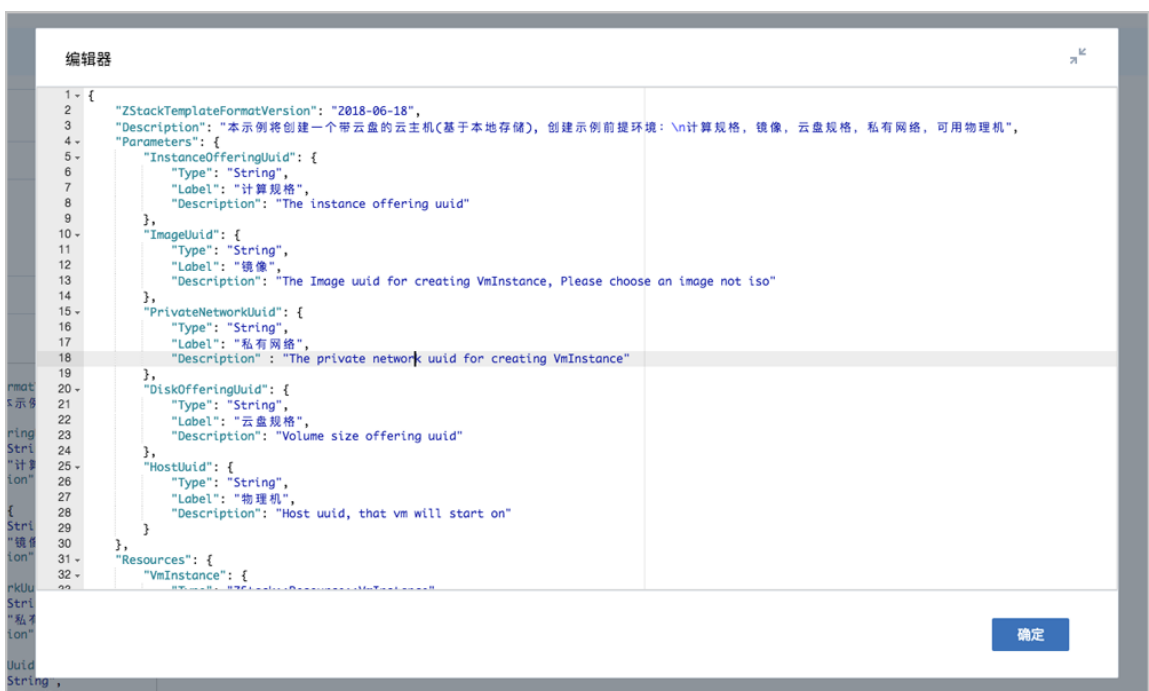 编辑器
1 {
2 "ZStackTemplateFormatVersion": "2018-06-18",
3 "Description": "本示例将创建一个带云盘的云主机(基于本地存储), 创建示例前提环境: \n计算规格, 镜像, 云盘规格, 私有网络, 可用物理机",
4 "Parameters": {
5 "InstanceOfferingUuid": {
6 "Type": "String",
7 "Label": "计算规格",
8 "Description": "The instance offering uuid"
9 },
10 "ImageUuid": {
11 "Type": "String",
12 "Label": "镜像",
13 "Description": "The Image uuid for creating VmInstance, Please choose an image not iso"
14 },
15 "PrivateNetworkUuid": {
16 "Type": "String",
17 "Label": "私有网络",
18 "Description" : "The private network uuid for creating VmInstance"
19 },
20 "DiskOfferingUuid": {
21 "Type": "String",
22 "Label": "云盘规格",
23 "Description": "Volume size offering uuid"
24 },
25 "HostUuid": {
26 "Type": "String",
27 "Label": "物理机",
28 "Description": "Host uuid, that vm will start on"
29 }
30 },
31 "Resources": {
32 "VmInstance": {
确定